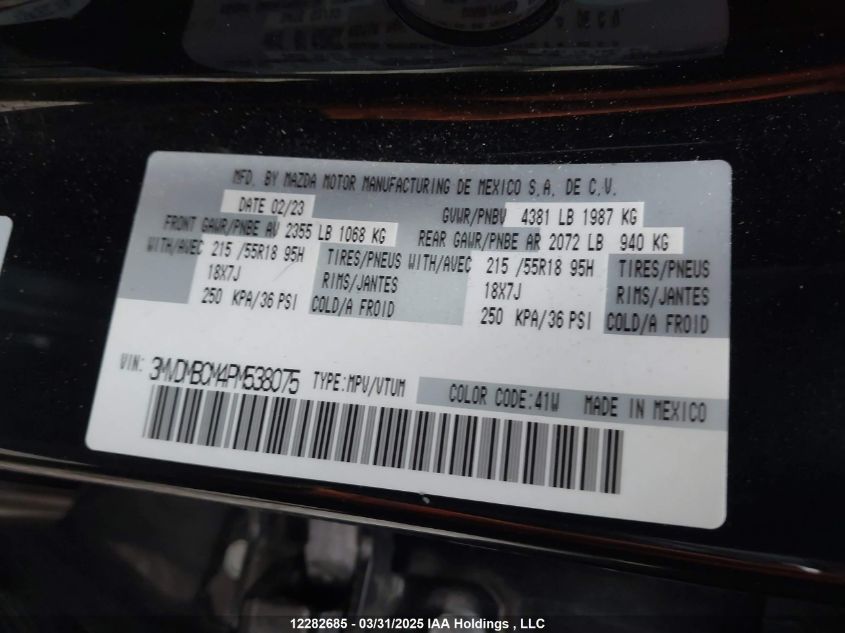 MFD. BY MAZDA MOTOR MANUFACTURING DE MEXICO S.A. DE C.V.
DATE 02/23 GVWR/PNBV 4381 LB 1987 KG
FRONT GAWR/PNBE AV 2355 LB 1068 KG REAR GAWR/PNBE AR 2072 LB 940 KG
WITH/AVEC 215 /55R18 95H TIRES/PNEUS WITH/AVEC 215 /55R18 95H TIRES/PNEUS
18X7J RIMS/JANTES 18X7J RIMS/JANTES
250 KPA/36 PSI COLD/A FROID 250 KPA/36 PSI COLD/A FROID
VIN: 3MVDMBCM4PM538075 TYPE:MPV/VTUM COLOR CODE:41W MADE IN MEXICO
12282685 - 03/31/2025 IAA Holdings , LLC